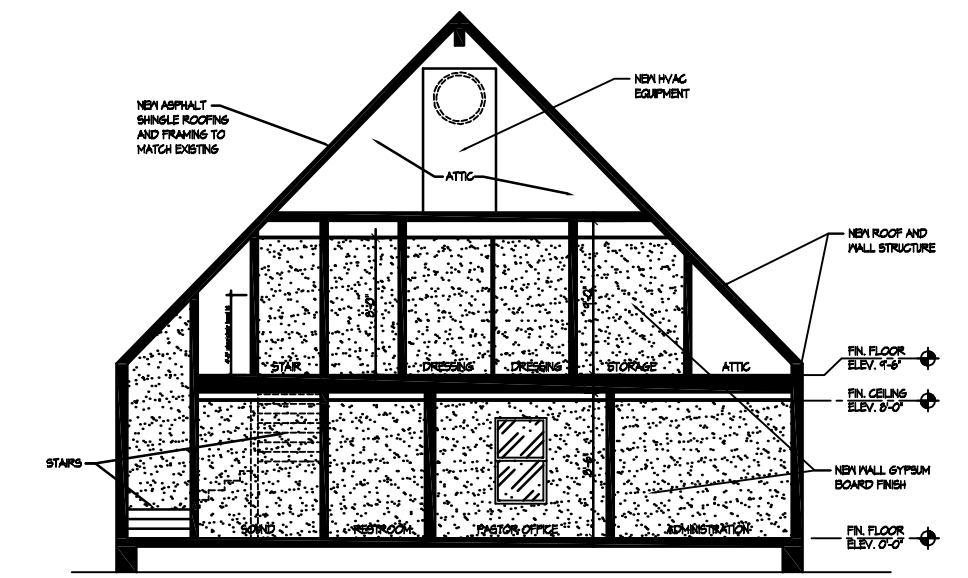 NEW HVAC
EQUIPMENT
NEW ASPHALT
SHINGLE ROOFING
AND FRAMING TO
MATCH EXISTING
ATTIC
NEW ROOF AND
WALL STRUCTURE
8'-0"
STAIR
DRESSING
DRESSING
STORAGE
ATTIC
FIN. FLOOR
ELEV. 9'-6"
FIN. CEILING
ELEV. 8'-0"
STAIRS
NEW WALL GYPSUM
BOARD FINISH
SOUND
RESTROOM
PASTOR OFFICE
ADMINISTRATION
FIN. FLOOR
ELEV. 0'-0"